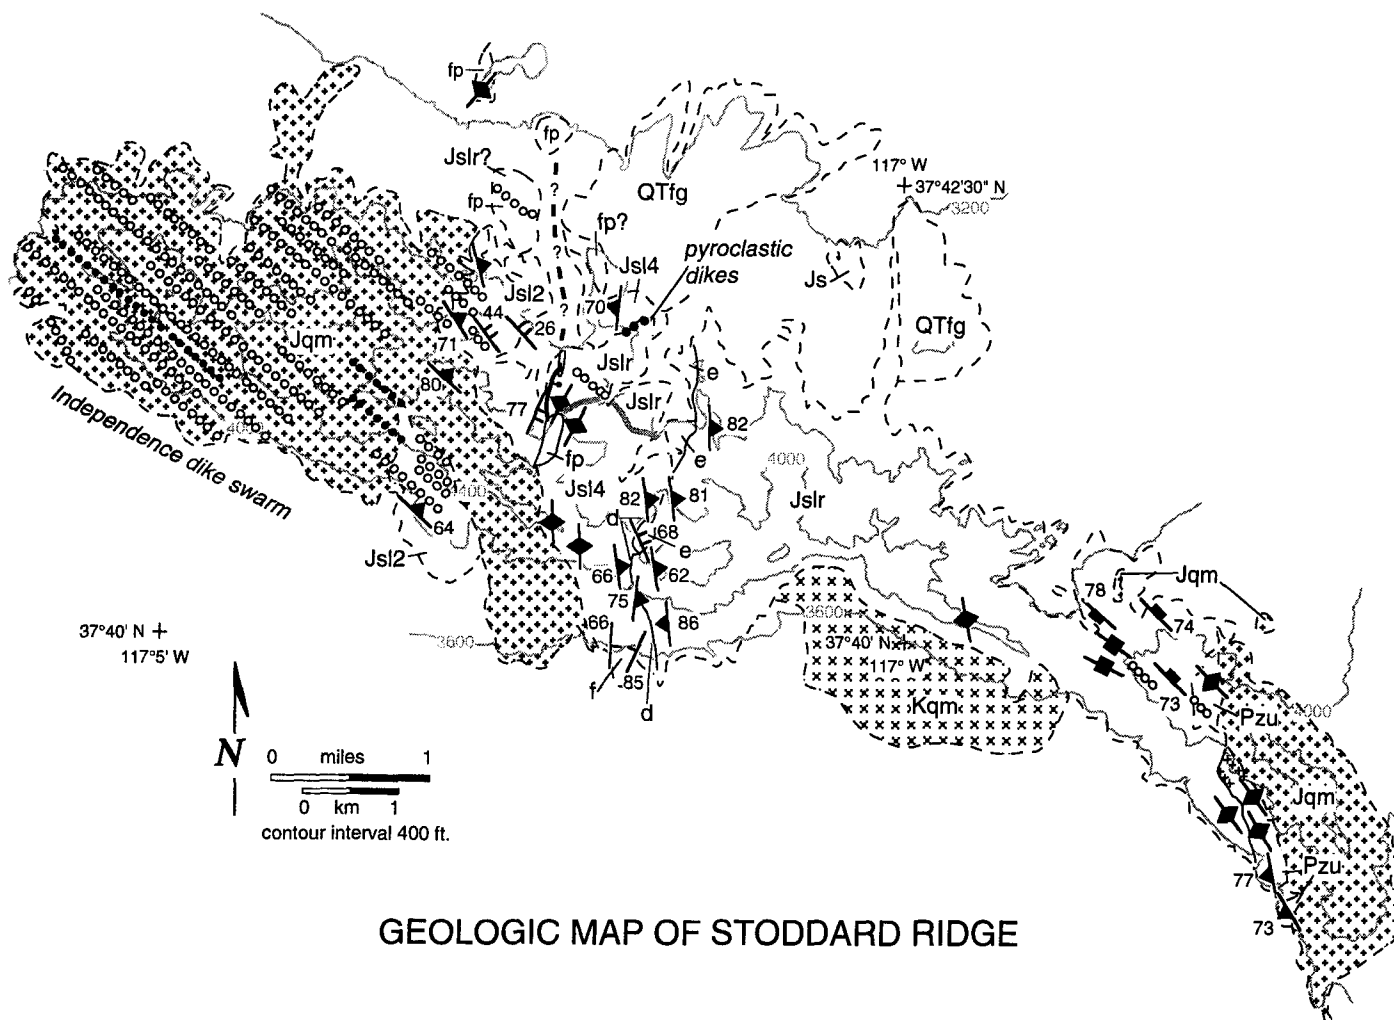 fp
fp
Jslr?
117° W
37°42'30" N
3200
QTfg
?
fp
fp?
pyroclastic
dikes
?
Jsl4
Js
Jsl2
70
?
44
26
QTfg
Jqm
71
Jslr
e
80
Jslr
77
82
4000
Independence dike swarm
fp
e
4000
4400
Jsl4
82
81
Jslr
d
64
68
e
Jsl2
66
62
Jqm
78
75
3600
74
37°40' N
117°5' W
3600
66
86
37°40' N
117° W
85
f
73
d
Kqm
Pzu
4000
N
0 miles 1
0 km 1
contour interval 400 ft.
Jqm
77
Pzu
73
GEOLOGIC MAP OF STODDARD RIDGE